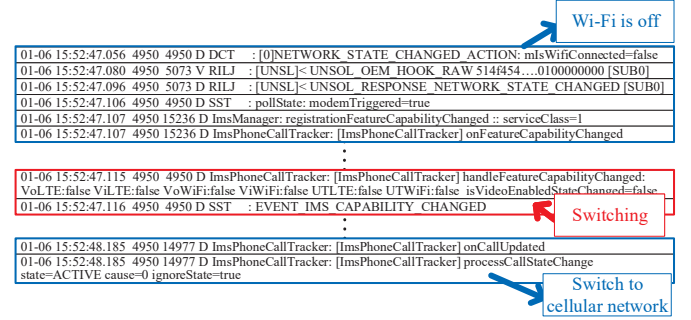 Wi-Fi is off
01-06 15:52:47.056 4950 4950 D DCT : [0]NETWORK_STATE_CHANGED_ACTION: mIsWifiConnected=false
01-06 15:52:47.080 4950 5073 V RILJ : [UNSL]< UNSOL_OEM_HOOK_RAW 514f454….0100000000 [SUB0]
01-06 15:52:47.096 4950 5073 D RILJ : [UNSL]< UNSOL_RESPONSE_NETWORK_STATE_CHANGED [SUB0]
01-06 15:52:47.106 4950 4950 D SST : pollState: modemTriggered=true
01-06 15:52:47.107 4950 15236 D ImsManager: registrationFeatureCapabilityChanged :: serviceClass=1
01-06 15:52:47.107 4950 15236 D ImsPhoneCallTracker: [ImsPhoneCallTracker] onFeatureCapabilityChanged
01-06 15:52:47.115 4950 4950 D ImsPhoneCallTracker: [ImsPhoneCallTracker] handleFeatureCapabilityChanged:
VoLTE:false ViLTE:false VoWiFi:false ViWiFi:false UTLTE:false UTWiFi:false isVideoEnabledStateChanged=false
01-06 15:52:47.116 4950 4950 D SST : EVENT_IMS_CAPABILITY_CHANGED
Switching
01-06 15:52:48.185 4950 14977 D ImsPhoneCallTracker: [ImsPhoneCallTracker] onCallUpdated
01-06 15:52:48.185 4950 14977 D ImsPhoneCallTracker: [ImsPhoneCallTracker] processCallStateChange
state=ACTIVE cause=0 ignoreState=true
Switch to
cellular network